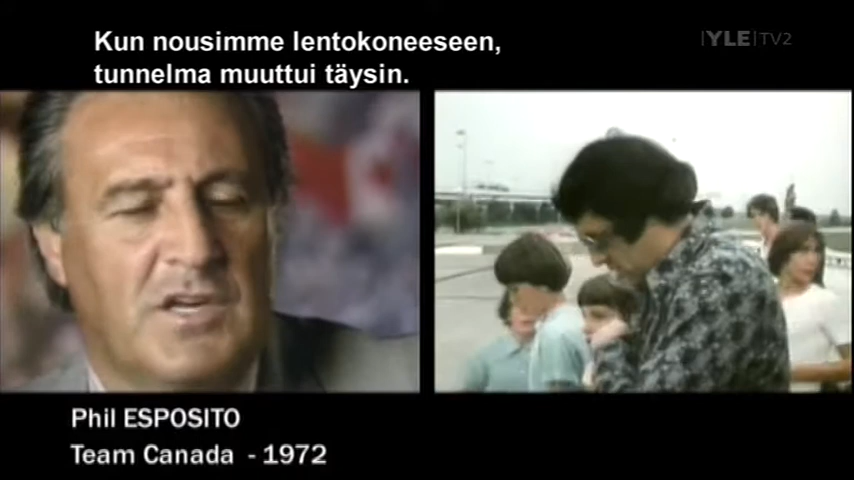 Kun nousimme lentokoneeseen,
tunnelma muuttui täysin.
YLE TV2
Phil ESPOSITO
Team Canada - 1972